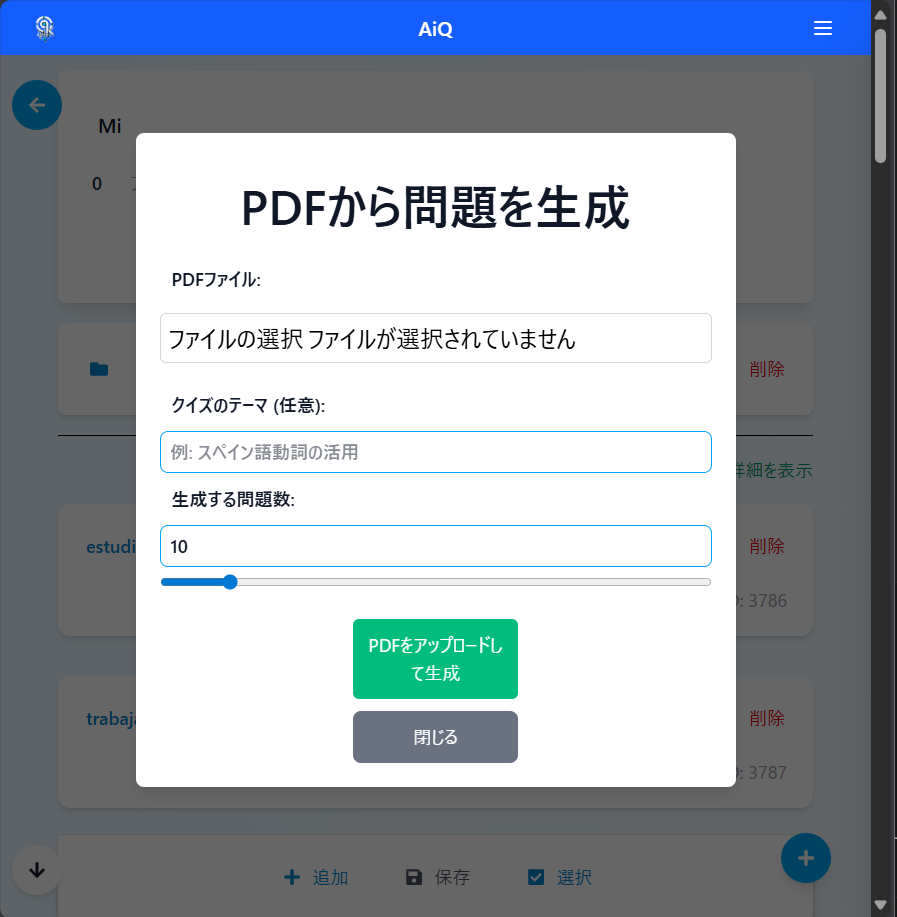 AiQ
Mi
0
PDFから問題を生成
PDFファイル:
ファイルの選択 ファイルが選択されていません
削除
クイズのテーマ (任意):
例: スペイン語動詞の活用
詳細を表示
生成する問題数:
10
estudi
削除
: 3786
PDFをアップロードし
て生成
trabaja
削除
: 3787
閉じる
追加 保存 選択